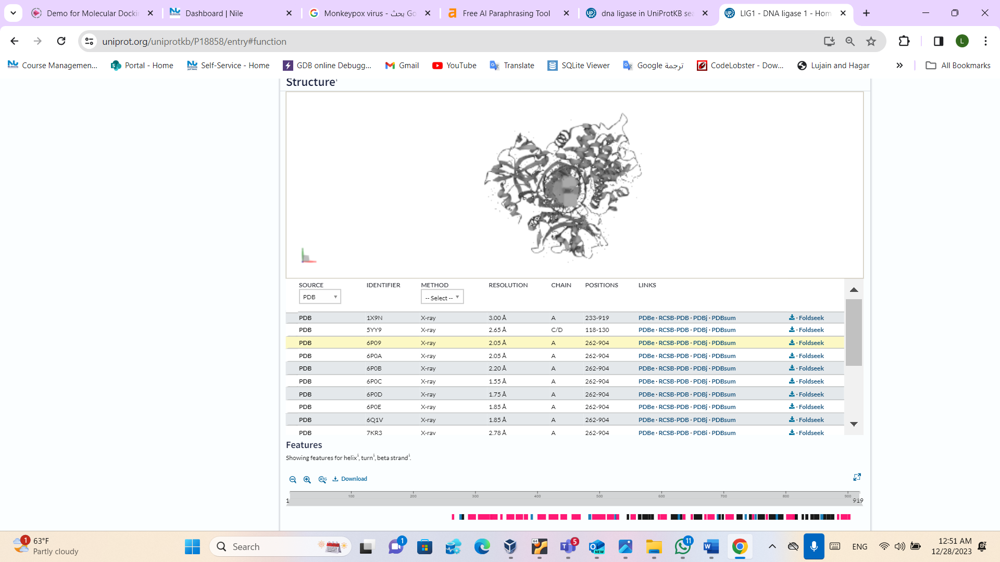 Demo for Molecular Dockin
Dashboard | Nile
Monkeypox virus - بحث Go
Free AI Paraphrasing Tool
dna ligase in UniProtKB sea
LIG1 - DNA ligase 1 - Hom
uniprot.org/uniprotkb/P18858/entry#function
L
Course Managemen...
Portal - Home
Self-Service - Home
GDB online Debugg...
Gmail
YouTube
Translate
SQLite Viewer
Google ترجمة
CodeLobster - Dow...
Lujain and Hagar
All Bookmarks
Structure i
SOURCE IDENTIFIER METHOD RESOLUTION CHAIN POSITIONS LINKS
PDB -- Select --
PDB 1X9N X-ray 3.00 Å A 233-919 PDBe · RCSB-PDB · PDBj · PDBsum · Foldseek
PDB 5YY9 X-ray 2.65 Å C/D 118-130 PDBe · RCSB-PDB · PDBj · PDBsum · Foldseek
PDB 6P09 X-ray 2.05 Å A 262-904 PDBe · RCSB-PDB · PDBj · PDBsum · Foldseek
PDB 6P0A X-ray 2.05 Å A 262-904 PDBe · RCSB-PDB · PDBj · PDBsum · Foldseek
PDB 6P0B X-ray 2.20 Å A 262-904 PDBe · RCSB-PDB · PDBj · PDBsum · Foldseek
PDB 6P0C X-ray 1.55 Å A 262-904 PDBe · RCSB-PDB · PDBj · PDBsum · Foldseek
PDB 6P0D X-ray 1.75 Å A 262-904 PDBe · RCSB-PDB · PDBj · PDBsum · Foldseek
PDB 6P0E X-ray 1.85 Å A 262-904 PDBe · RCSB-PDB · PDBj · PDBsum · Foldseek
PDB 6Q1V X-ray 1.85 Å A 262-904 PDBe · RCSB-PDB · PDBj · PDBsum · Foldseek
PDB 7KR3 X-ray 2.78 Å A 262-904 PDBe · RCSB-PDB · PDBj · PDBsum · Foldseek
Features
Showing features for helix i, turn i, beta strand i.
ATG Download
100 200 300 400 500 600 700 800 900
1 919
1 63°F
Partly cloudy
Search
1
64
5
NEW
11
W
ENG
12:51 AM
12/28/2023